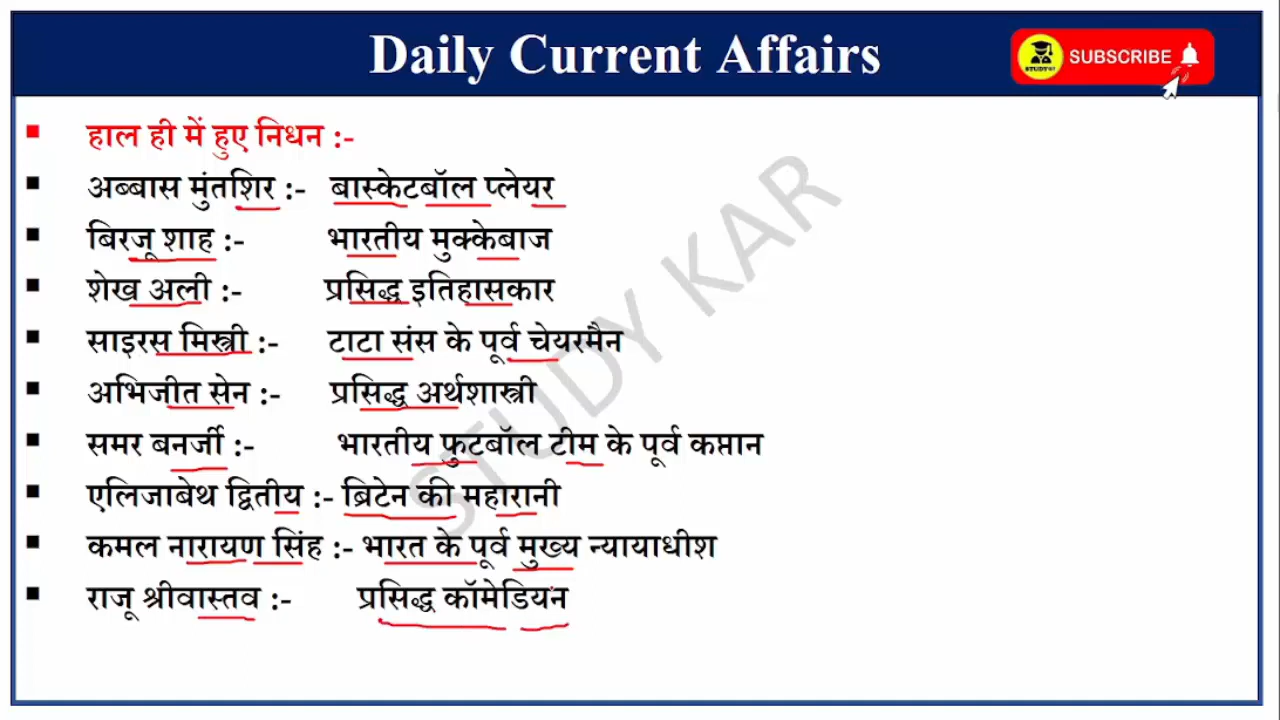 Daily Current Affairs
SUBSCRIBE
हाल ही में हुए निधन :-
अब्बास मुंतशिर :- बास्केटबॉल प्लेयर
बिरजू शाह :- भारतीय मुक्केबाज
शेख अली :- प्रसिद्ध इतिहासकार
साइरस मिस्त्री :- टाटा संस के पूर्व चेयरमैन
अभिजीत सेन :- प्रसिद्ध अर्थशास्त्री
समर बनर्जी :- भारतीय फुटबॉल टीम के पूर्व कप्तान
एलिजाबेथ द्वितीय :- ब्रिटेन की महारानी
कमल नारायण सिंह :- भारत के पूर्व मुख्य न्यायाधीश
राजू श्रीवास्तव :- प्रसिद्ध कॉमेडियन
STUDY KAR